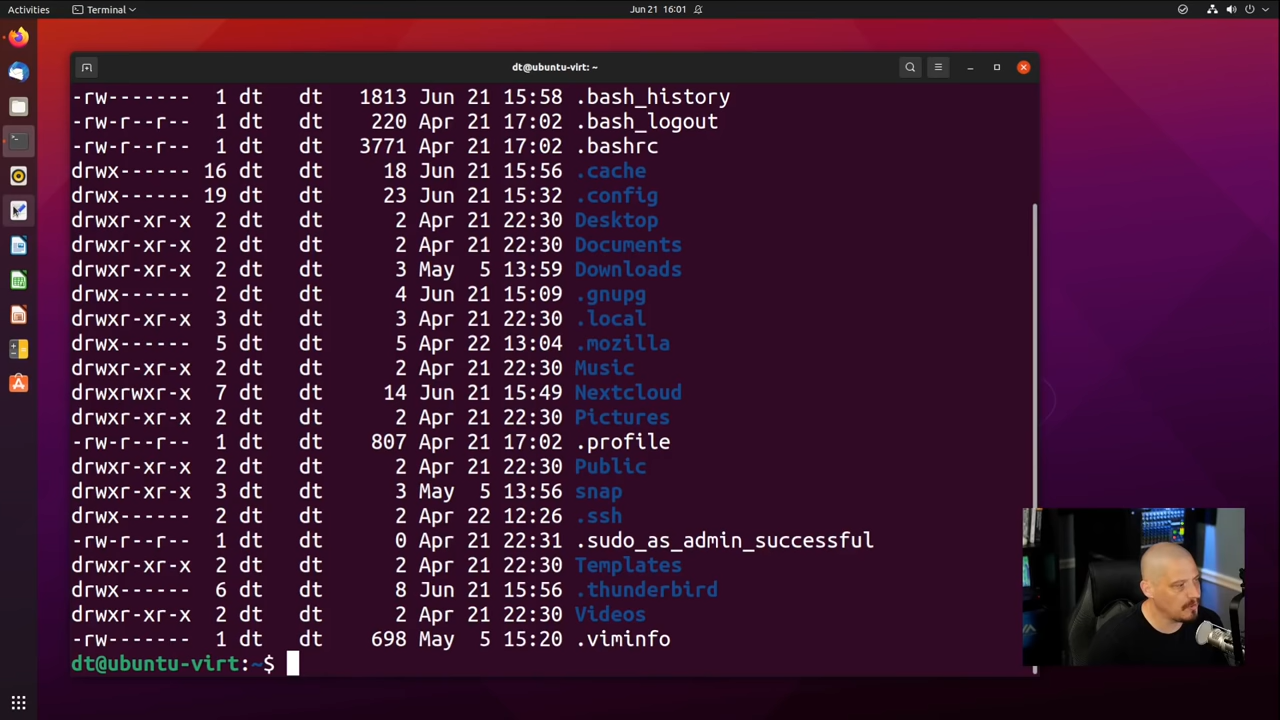 Activities
Terminal
Jun 21 16:01
dt@ubuntu-virt: ~
-rw------- 1 dt dt 1813 Jun 21 15:58 .bash_history
-rw-r--r-- 1 dt dt 220 Apr 21 17:02 .bash_logout
-rw-r--r-- 1 dt dt 3771 Apr 21 17:02 .bashrc
drwx------ 16 dt dt 18 Jun 21 15:56 .cache
drwx------ 19 dt dt 23 Jun 21 15:32 .config
drwxr-xr-x 2 dt dt 2 Apr 21 22:30 Desktop
drwxr-xr-x 2 dt dt 2 Apr 21 22:30 Documents
drwxr-xr-x 2 dt dt 3 May 5 13:59 Downloads
drwx------ 2 dt dt 4 Jun 21 15:09 .gnupg
drwxr-xr-x 3 dt dt 3 Apr 21 22:30 .local
drwx------ 5 dt dt 5 Apr 22 13:04 .mozilla
drwxr-xr-x 2 dt dt 2 Apr 21 22:30 Music
drwxrwxr-x 7 dt dt 14 Jun 21 15:49 Nextcloud
drwxr-xr-x 2 dt dt 2 Apr 21 22:30 Pictures
-rw-r--r-- 1 dt dt 807 Apr 21 17:02 .profile
drwxr-xr-x 2 dt dt 2 Apr 21 22:30 Public
drwxr-xr-x 3 dt dt 3 May 5 13:56 snap
drwx------ 2 dt dt 2 Apr 22 12:26 .ssh
-rw-r--r-- 1 dt dt 0 Apr 21 22:31 .sudo_as_admin_successful
drwxr-xr-x 2 dt dt 2 Apr 21 22:30 Templates
drwx------ 6 dt dt 8 Jun 21 15:56 .thunderbird
drwxr-xr-x 2 dt dt 2 Apr 21 22:30 Videos
-rw------- 1 dt dt 698 May 5 15:20 .viminfo
dt@ubuntu-virt:~$